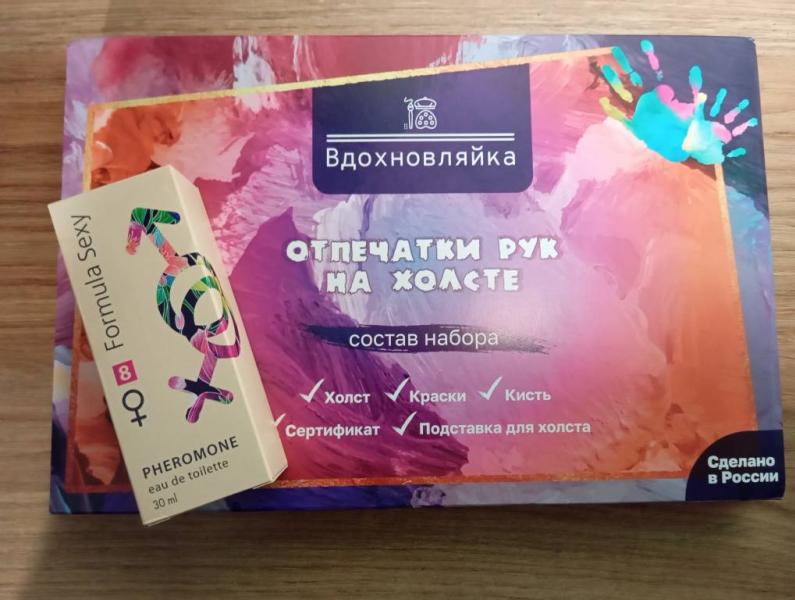 Вдохновляйка
ОТПЕЧАТКИ РУК
НА ХОЛСТЕ
состав набора
Холст Краски Кисть
Сертификат Подставка для холста
Сделано
в России
8 Formula Sexy
PHEROMONE
eau de toilette
30 ml